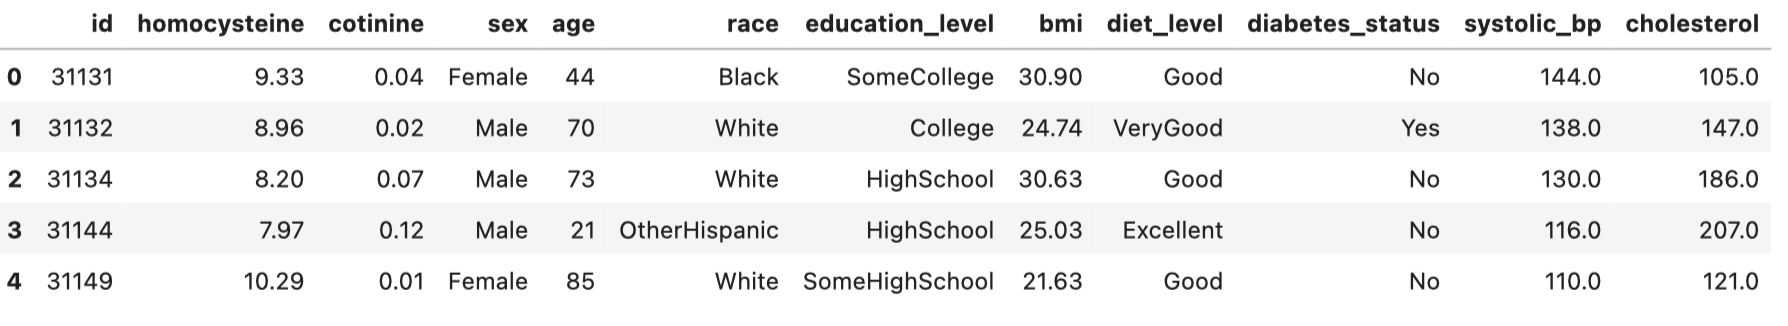 id homocysteine cotinine sex age race education_level bmi diet_level diabetes_status systolic_bp cholesterol
0 31131 9.33 0.04 Female 44 Black SomeCollege 30.90 Good No 144.0 105.0
1 31132 8.96 0.02 Male 70 White College 24.74 VeryGood Yes 138.0 147.0
2 31134 8.20 0.07 Male 73 White HighSchool 30.63 Good No 130.0 186.0
3 31144 7.97 0.12 Male 21 OtherHispanic HighSchool 25.03 Excellent No 116.0 207.0
4 31149 10.29 0.01 Female 85 White SomeHighSchool 21.63 Good No 110.0 121.0